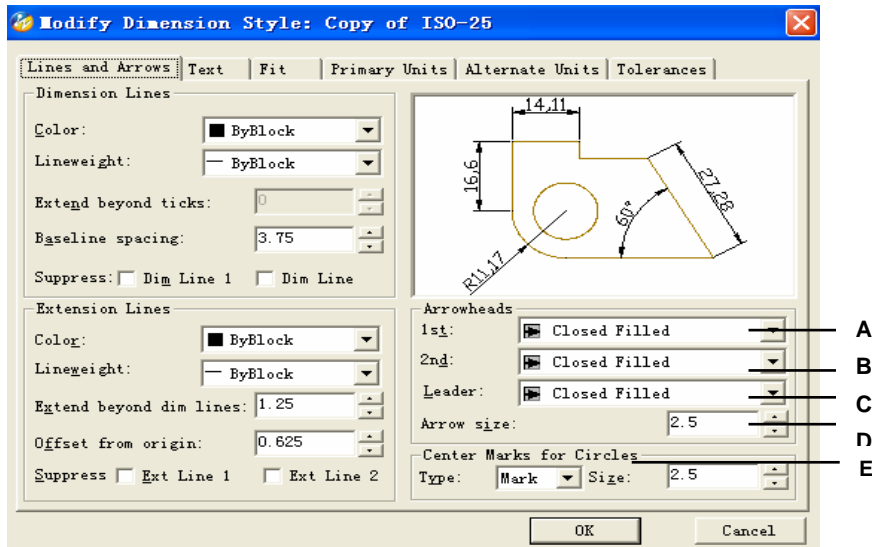 Modify Dimension Style: Copy of ISO-25
Lines and Arrows Text Fit Primary Units Alternate Units Tolerances
Dimension Lines
Color: ByBlock
Lineweight: ByBlock
Extend beyond ticks: 0
Baseline spacing: 3.75
Suppress: Dim Line 1 Dim Line
Extension Lines
Color: ByBlock
Lineweight: ByBlock
Extend beyond dim lines: 1.25
Offset from origin: 0.625
Suppress Ext Line 1 Ext Line 2
14,11
16,6
27,28
60°
R11,17
Arrowheads
1st: Closed Filled
2nd: Closed Filled
Leader: Closed Filled
Arrow size: 2.5
Center Marks for Circles
Type: Mark Size: 2.5
A
B
C
D
E
OK Cancel